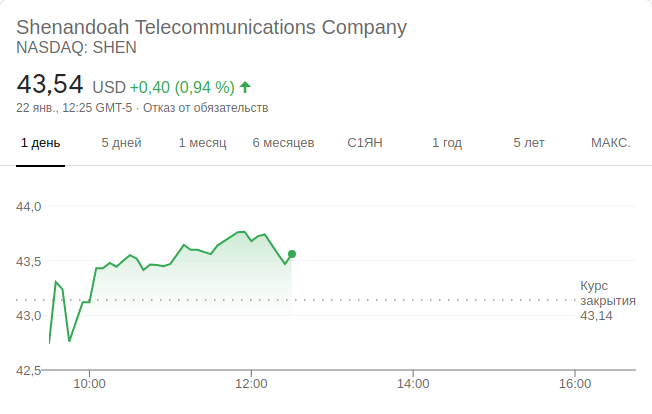 Shenandoah Telecommunications Company
NASDAQ: SHEN
43,54 USD +0,40 (0,94 %)
22 янв., 12:25 GMT-5 · Отказ от обязательств
1 день 5 дней 1 месяц 6 месяцев С1ЯН 1 год 5 лет МАКС.
44,0
43,5
Курс
закрытия
43,14
43,0
42,5
10:00 12:00 14:00 16:00